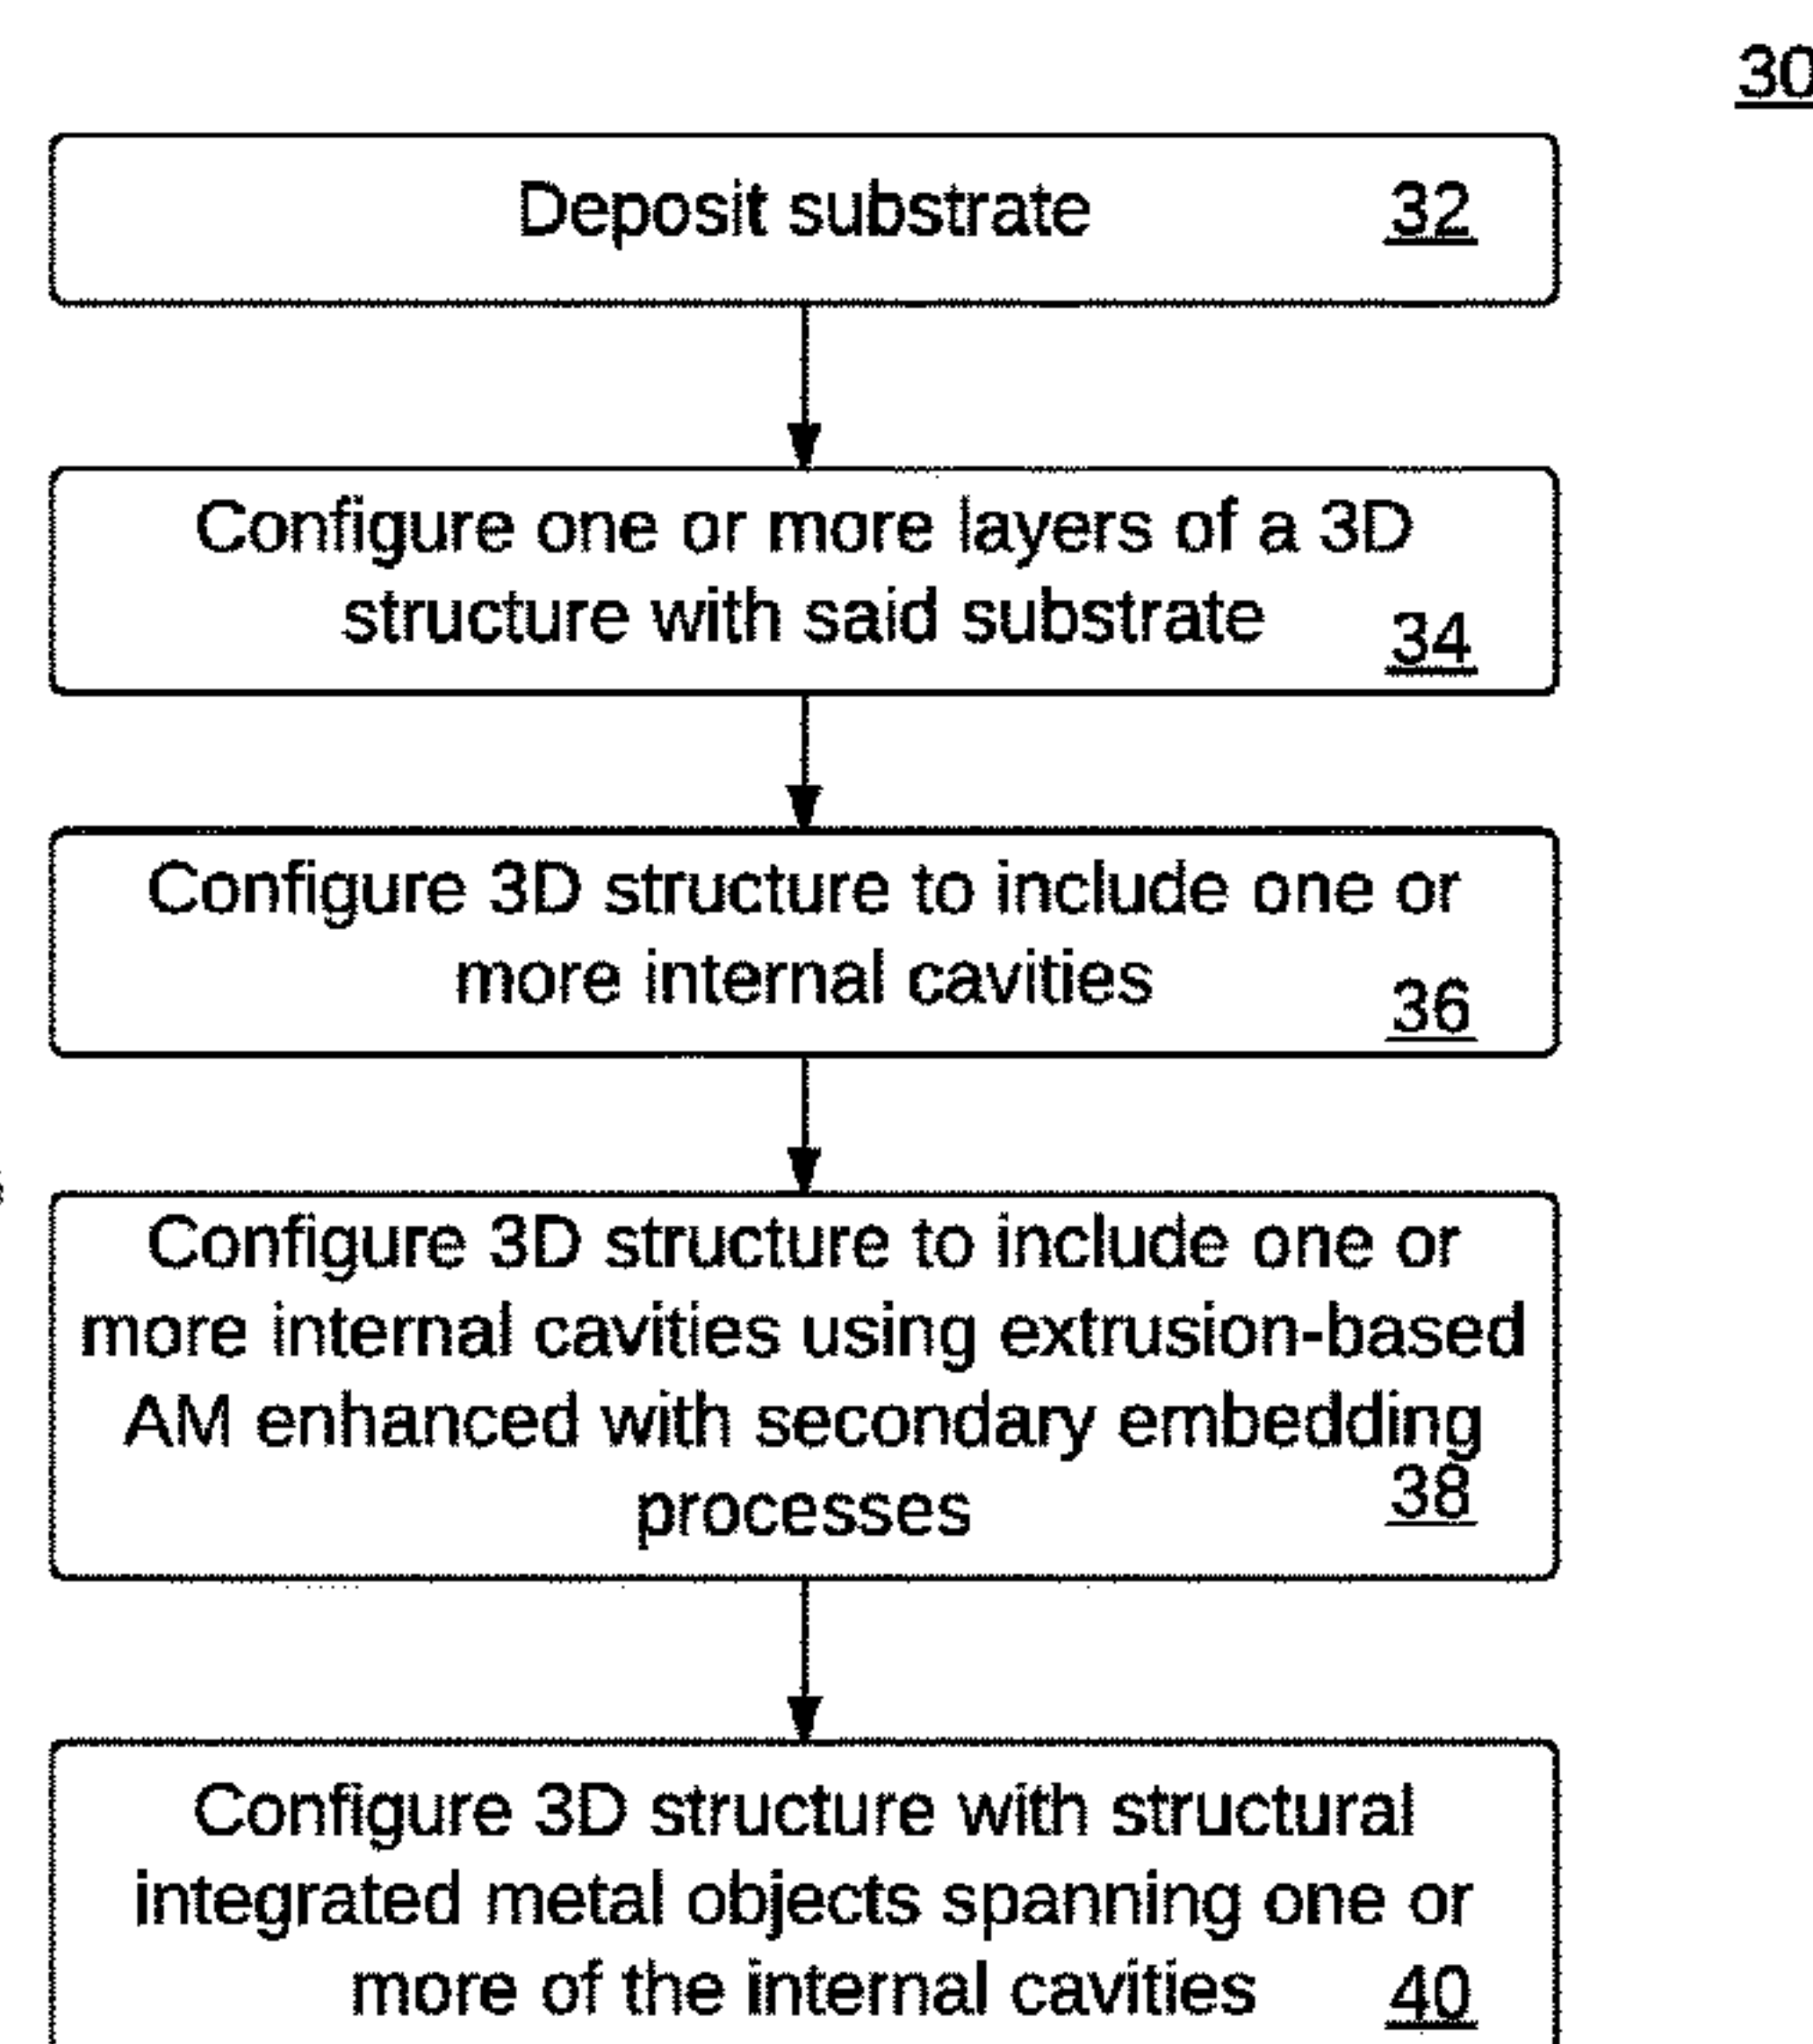 30
Deposit substrate 32
Configure one or more layers of a 3D
structure with said substrate 34
Configure 3D structure to include one or
more internal cavities 36
Configure 3D structure to include one or
more internal cavities using extrusion-based
AM enhanced with secondary embedding
processes 38
Configure 3D structure with structural
integrated metal objects spanning one or
more of the internal cavities 40